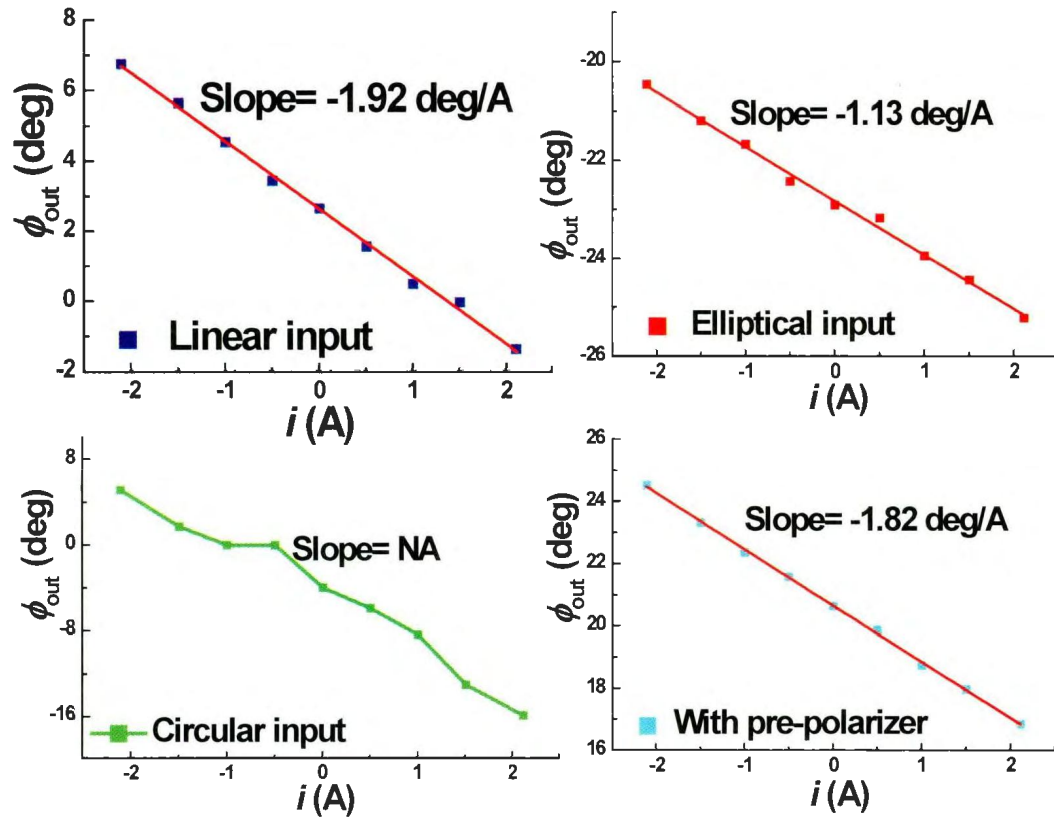 8
6
4
2
0
-2
ϕout (deg)
Slope= -1.92 deg/A
Linear input
-2 -1 0 1 2
i (A)
-20
-22
-24
-26
ϕout (deg)
Slope= -1.13 deg/A
Elliptical input
-2 -1 0 1 2
i (A)
8
0
-8
-16
ϕout (deg)
Slope= NA
Circular input
-2 -1 0 1 2
i (A)
26
24
22
20
18
16
ϕout (deg)
Slope= -1.82 deg/A
With pre-polarizer
-2 -1 0 1 2
i (A)